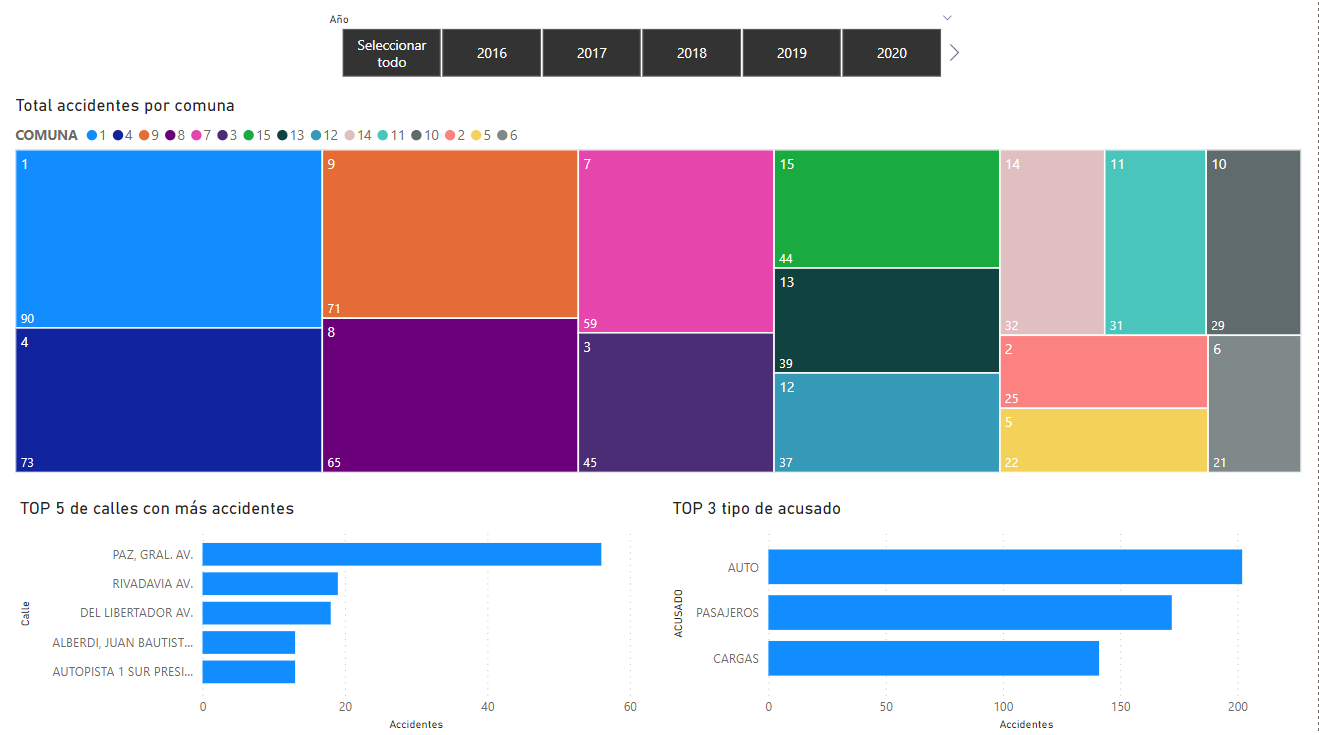 Año
Seleccionar todo 2016 2017 2018 2019 2020
Total accidentes por comuna
COMUNA 1 4 9 8 7 3 15 13 12 14 11 10 2 5 6
1
90
4
73
9
71
8
65
7
59
3
45
15
44
13
39
12
37
14
32
11
31
10
29
2
25
5
22
6
21
TOP 5 de calles con más accidentes
Calle
PAZ, GRAL. AV.
RIVADAVIA AV.
DEL LIBERTADOR AV.
ALBERDI, JUAN BAUTIST...
AUTOPISTA 1 SUR PRESI...
0 20 40 60
Accidentes
TOP 3 tipo de acusado
ACUSADO
AUTO
PASAJEROS
CARGAS
0 50 100 150 200
Accidentes